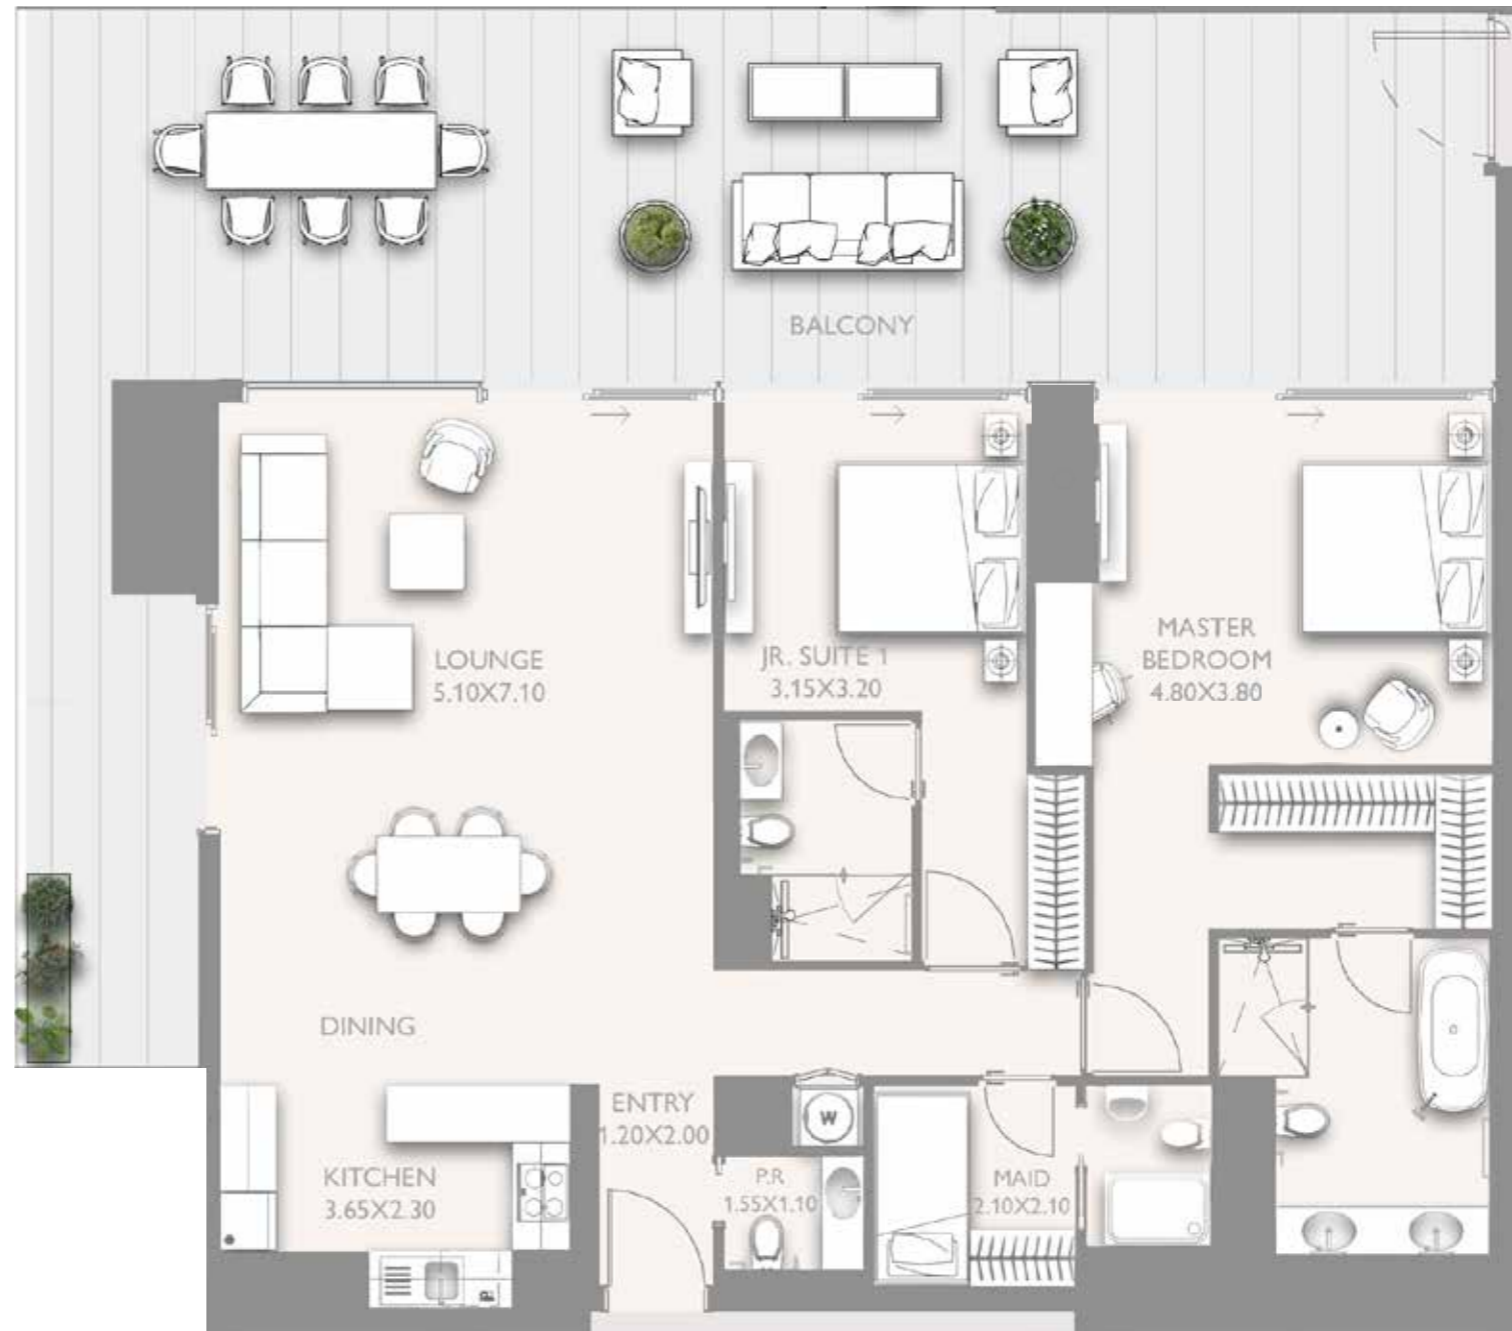 BALCONY
LOUNGE
5.10X7.10
JR. SUITE 1
3.15X3.20
MASTER
BEDROOM
4.80X3.80
DINING
ENTRY
1.20X2.00
W
KITCHEN
3.65X2.30
P.R
1.55X1.10
MAID
2.10X2.10